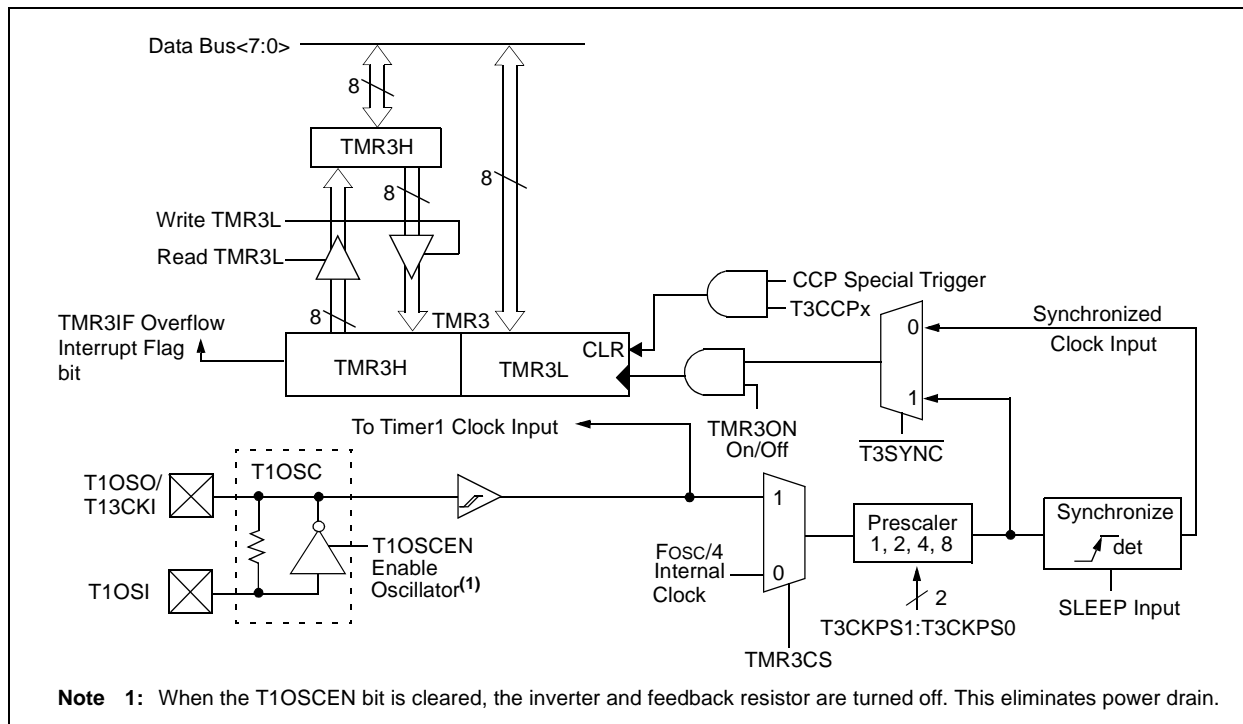 Data Bus<7:0>
8
TMR3H
8
8
Write TMR3L
Read TMR3L
CCP Special Trigger
T3CCPx
8
TMR3
TMR3IF Overflow
Interrupt Flag
bit
TMR3H
TMR3L
CLR
0
1
Synchronized
Clock Input
To Timer1 Clock Input
TMR3ON
On/Off
T3SYNC
T1OSO/
T13CKI
T1OSC
T1OSCEN
Enable
Oscillator(1)
T1OSI
FOSC/4
Internal
Clock
1
0
Prescaler
1, 2, 4, 8
Synchronize
det
2
T3CKPS1:T3CKPS0
SLEEP Input
TMR3CS
Note 1: When the T1OSCEN bit is cleared, the inverter and feedback resistor are turned off. This eliminates power drain.